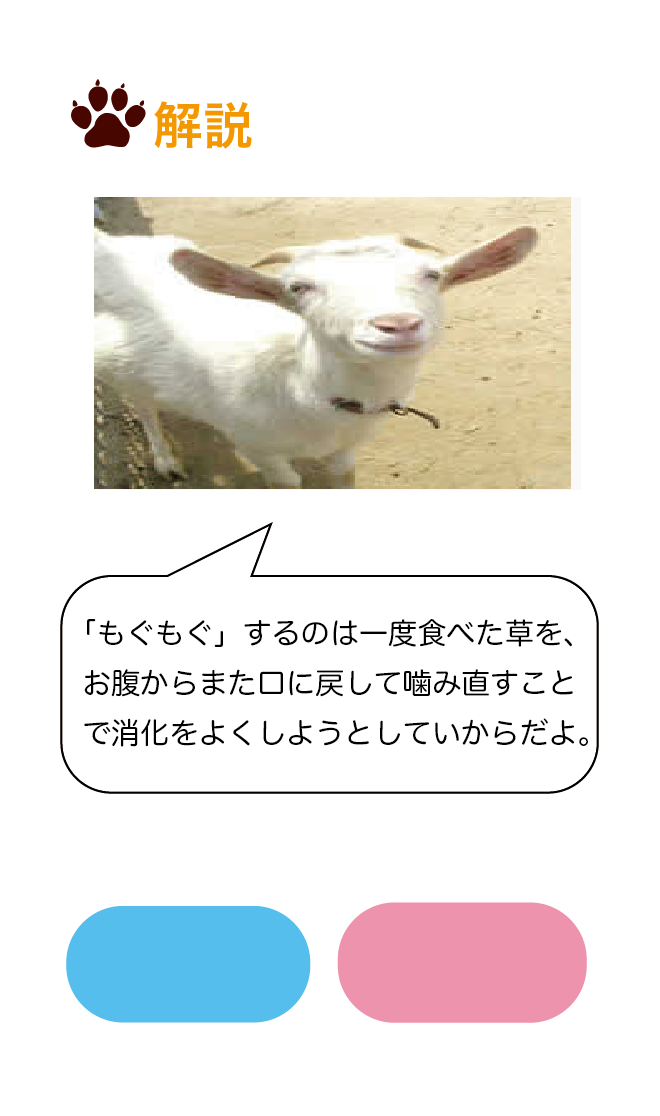 解説
「もぐもぐ」するのは一度食べた草を、
お腹からまた口に戻して噛み直すこと
で消化をよくしようとしていからだよ。